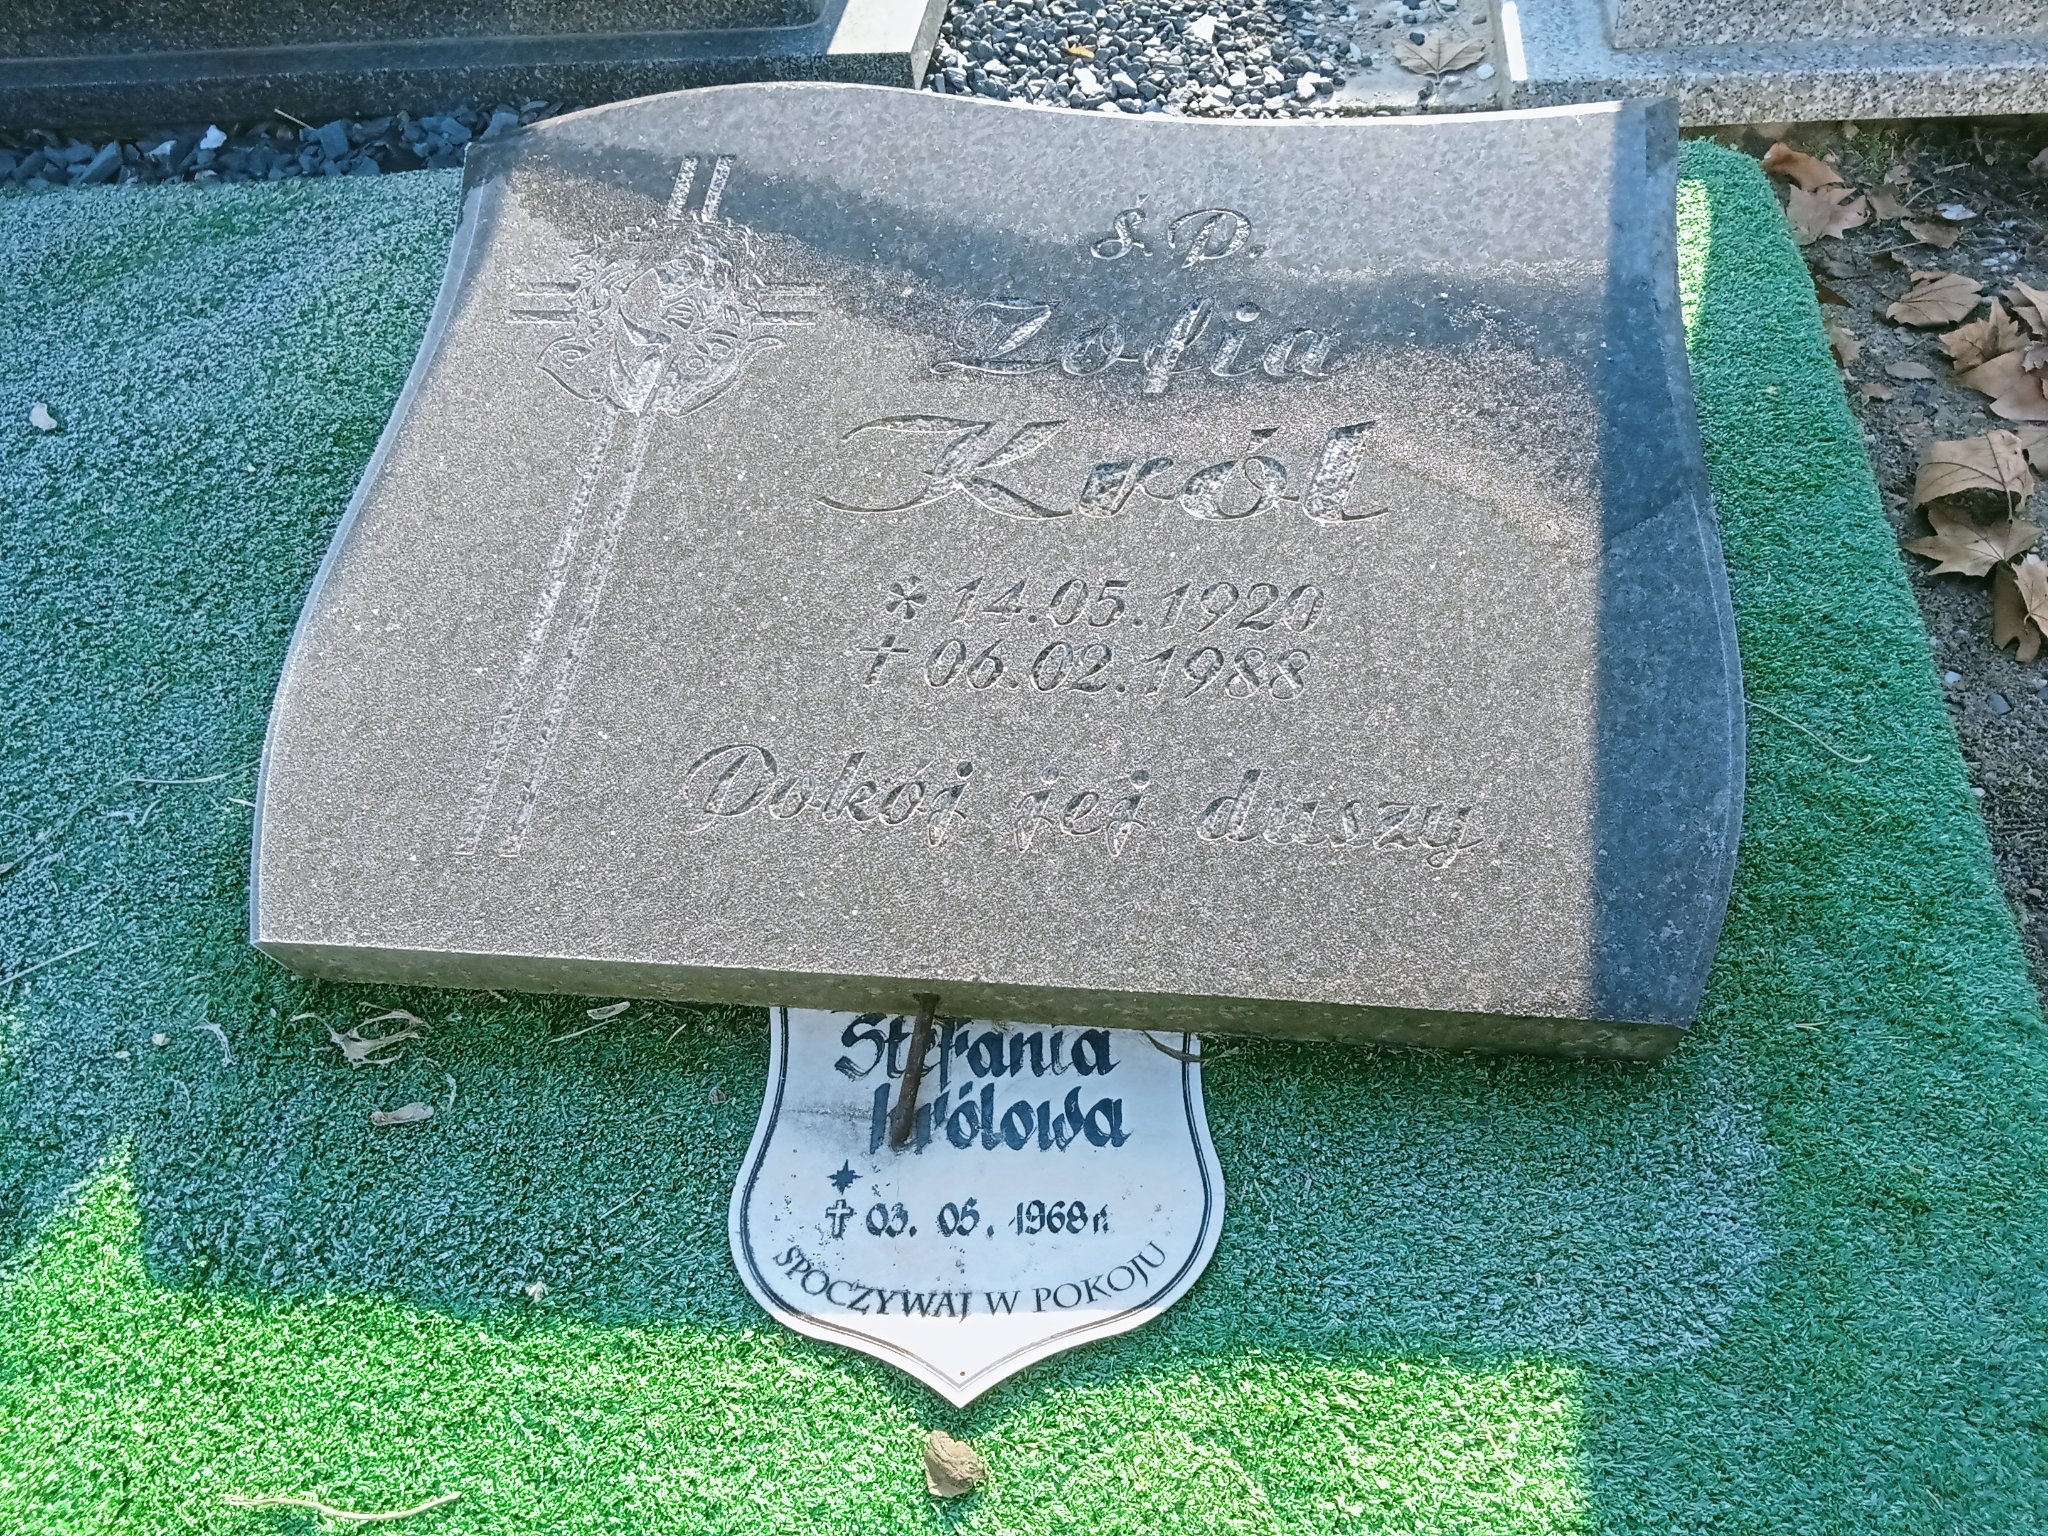 ś P.
Zofia
Król
* 14.05.1920
✝ 06.02.1988
Pokój jej duszy
Stefania
Królowa
✝ 03. 05. 1968 r.
SPOCZYWAJ W POKOJU